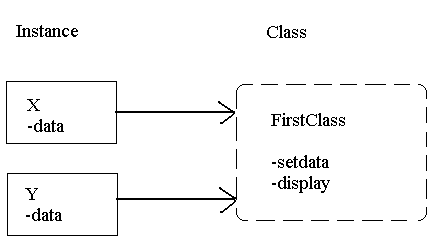 Instance
Class
X
-data
FirstClass
-setdata
-display
Y
-data